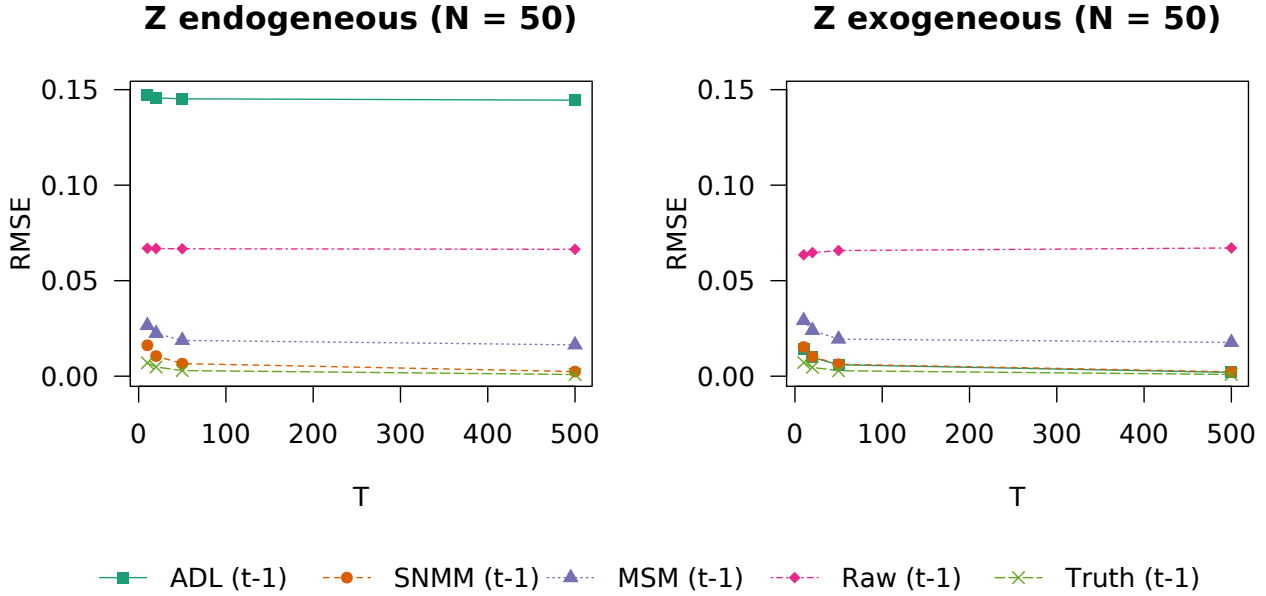 Z endogeneous (N = 50)
RMSE
0.15
0.10
0.05
0.00
0 100 200 300 400 500
T
Z exogeneous (N = 50)
RMSE
0.15
0.10
0.05
0.00
0 100 200 300 400 500
T
ADL (t-1) SNMM (t-1) MSM (t-1) Raw (t-1) Truth (t-1)